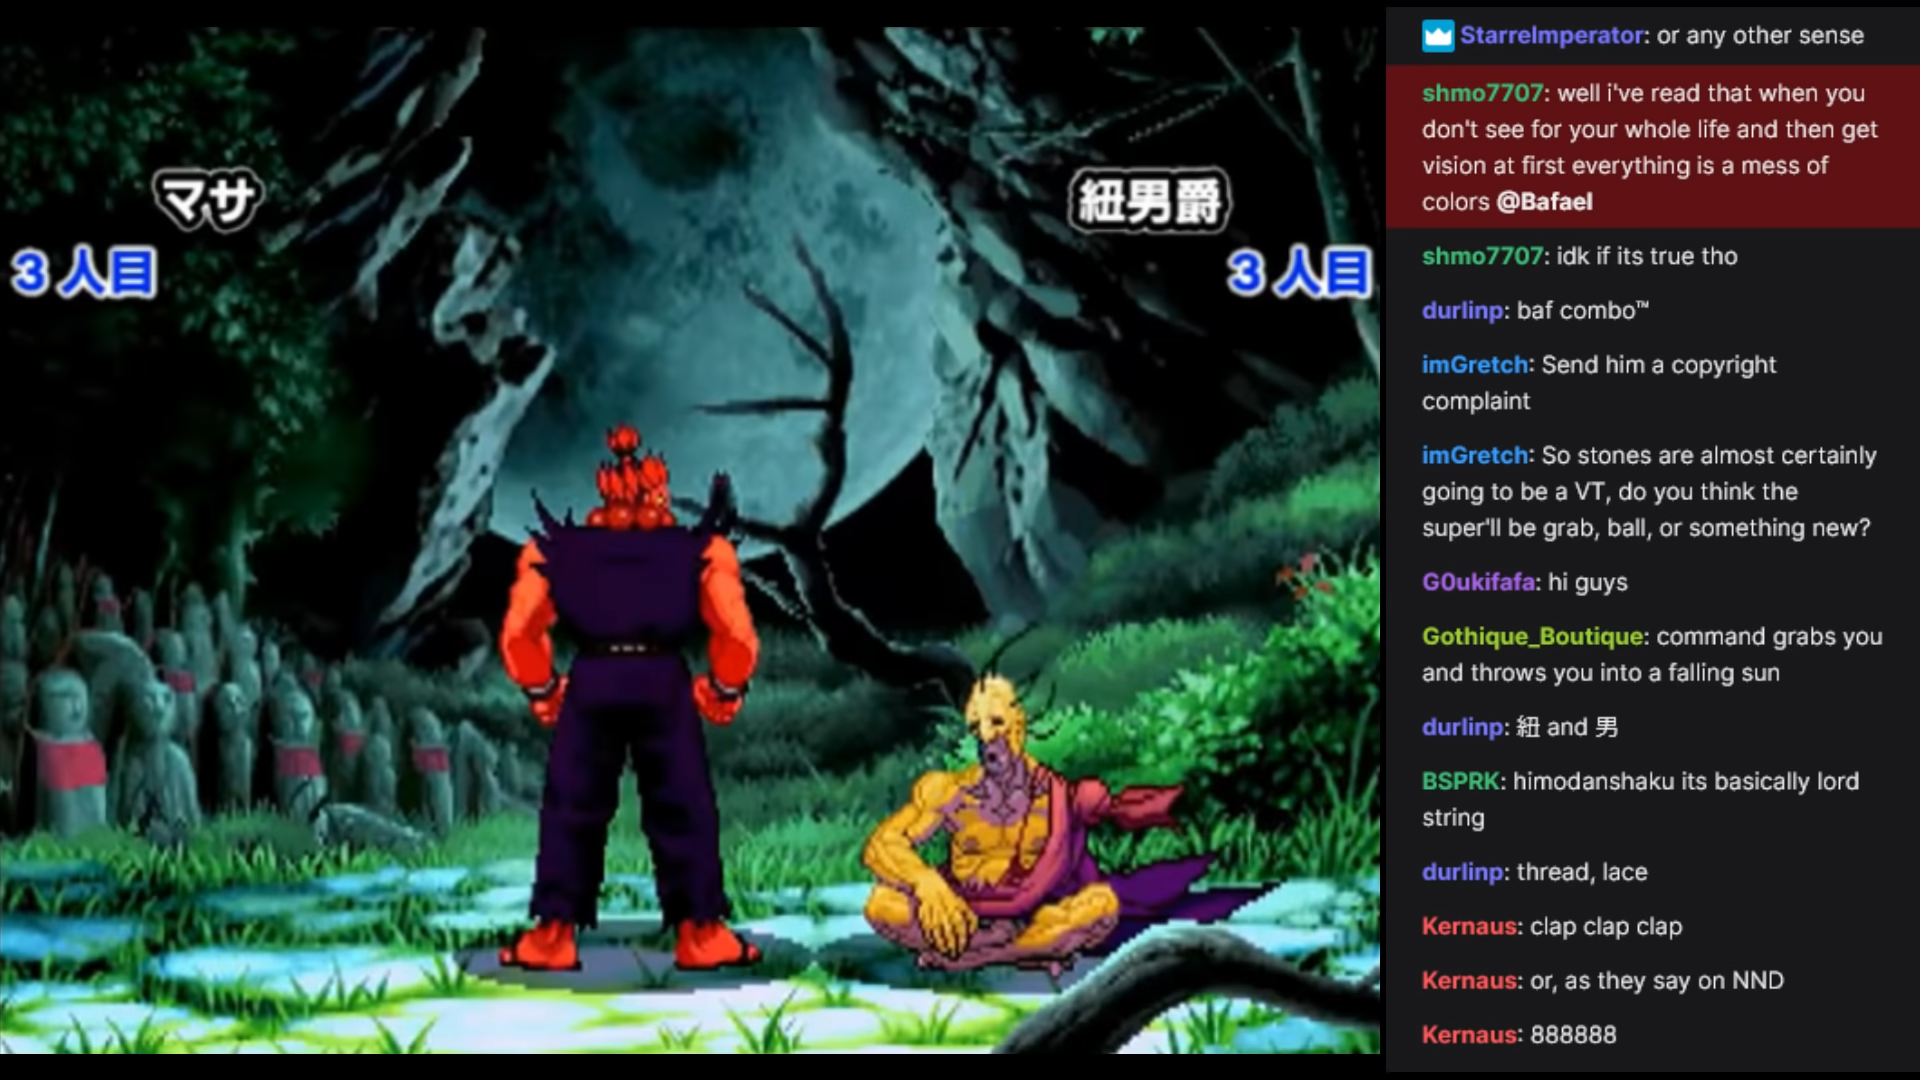 マサ
3人目
紐男爵
3人目
StarreImperator: or any other sense
shmo7707: well i've read that when you
don't see for your whole life and then get
vision at first everything is a mess of
colors @Bafael
shmo7707: idk if its true tho
durlinp: baf combo™
imGretch: Send him a copyright
complaint
imGretch: So stones are almost certainly
going to be a VT, do you think the
super'll be grab, ball, or something new?
G0ukifafa: hi guys
Gothique_Boutique: command grabs you
and throws you into a falling sun
durlinp: 紐 and 男
BSPRK: himodanshaku its basically lord
string
durlinp: thread, lace
Kernaus: clap clap clap
Kernaus: or, as they say on NND
Kernaus: 888888